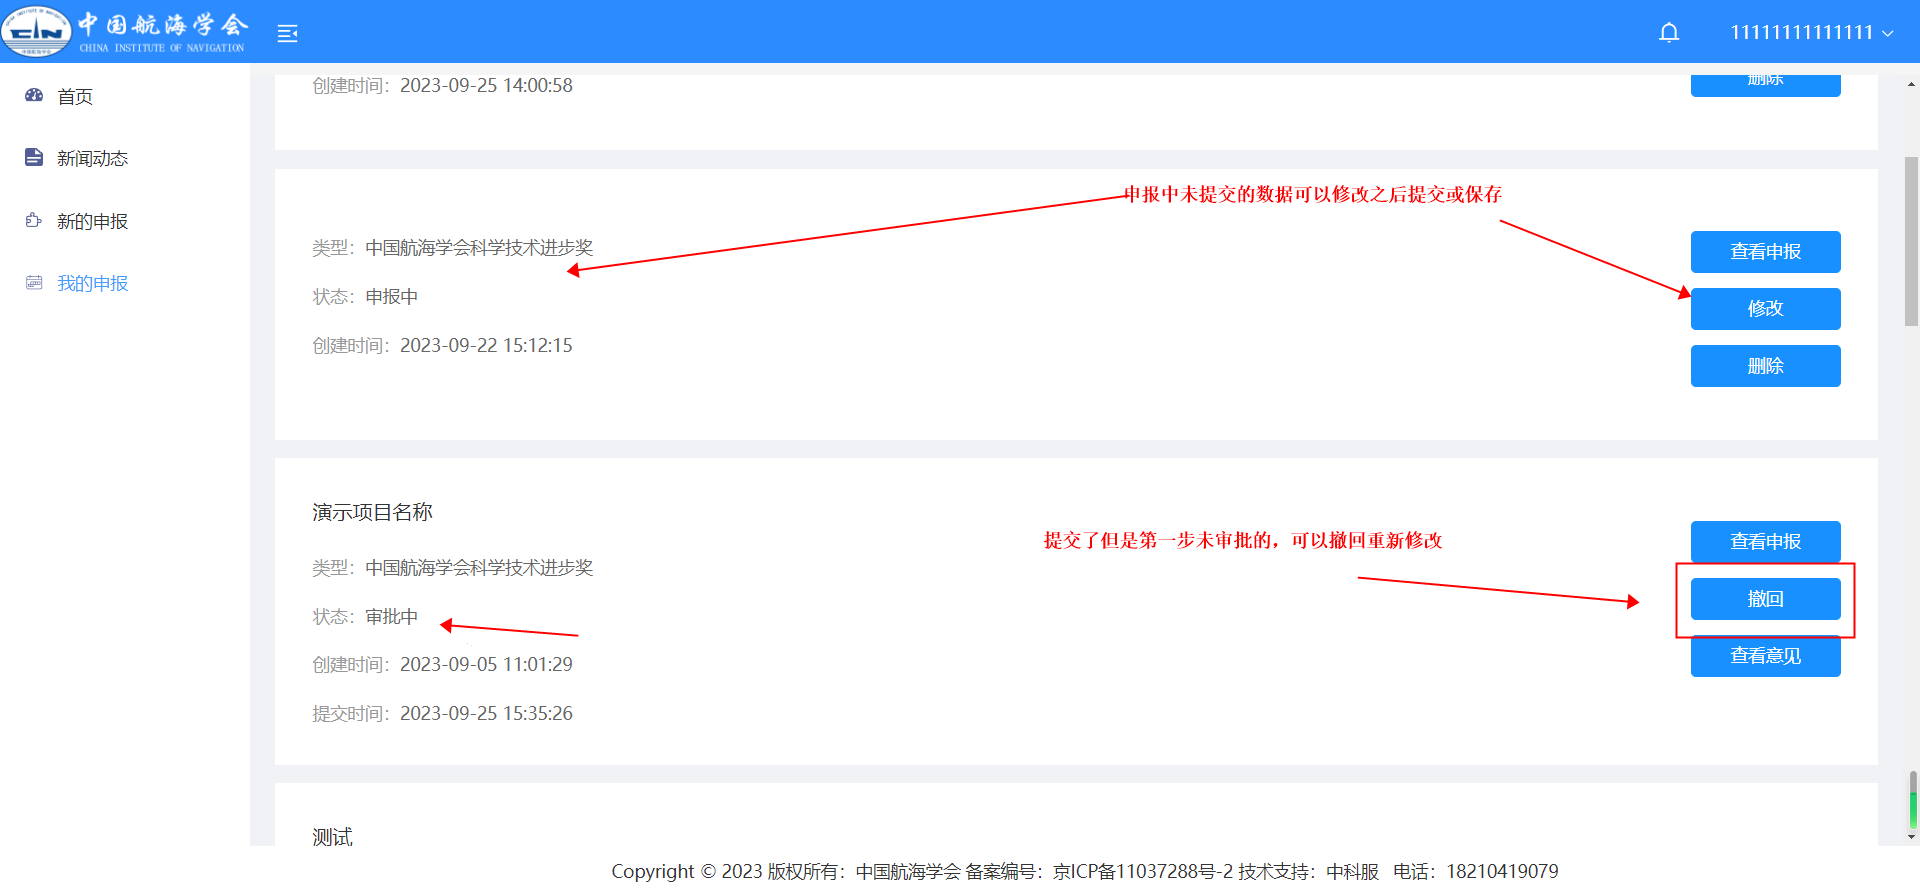 中国航海学会
CHINA INSTITUTE OF NAVIGATION
11111111111111
首页
新闻动态
新的申报
我的申报
创建时间：2023-09-25 14:00:58
删除
申报中未提交的数据可以修改之后提交或保存
类型：中国航海学会科学技术进步奖
状态：申报中
创建时间：2023-09-22 15:12:15
查看申报
修改
删除
演示项目名称
提交了但是第一步未审批的，可以撤回重新修改
类型：中国航海学会科学技术进步奖
状态：审批中
创建时间：2023-09-05 11:01:29
提交时间：2023-09-25 15:35:26
查看申报
撤回
查看意见
测试
Copyright © 2023 版权所有：中国航海学会 备案编号：京ICP备11037288号-2 技术支持：中科服 电话：18210419079